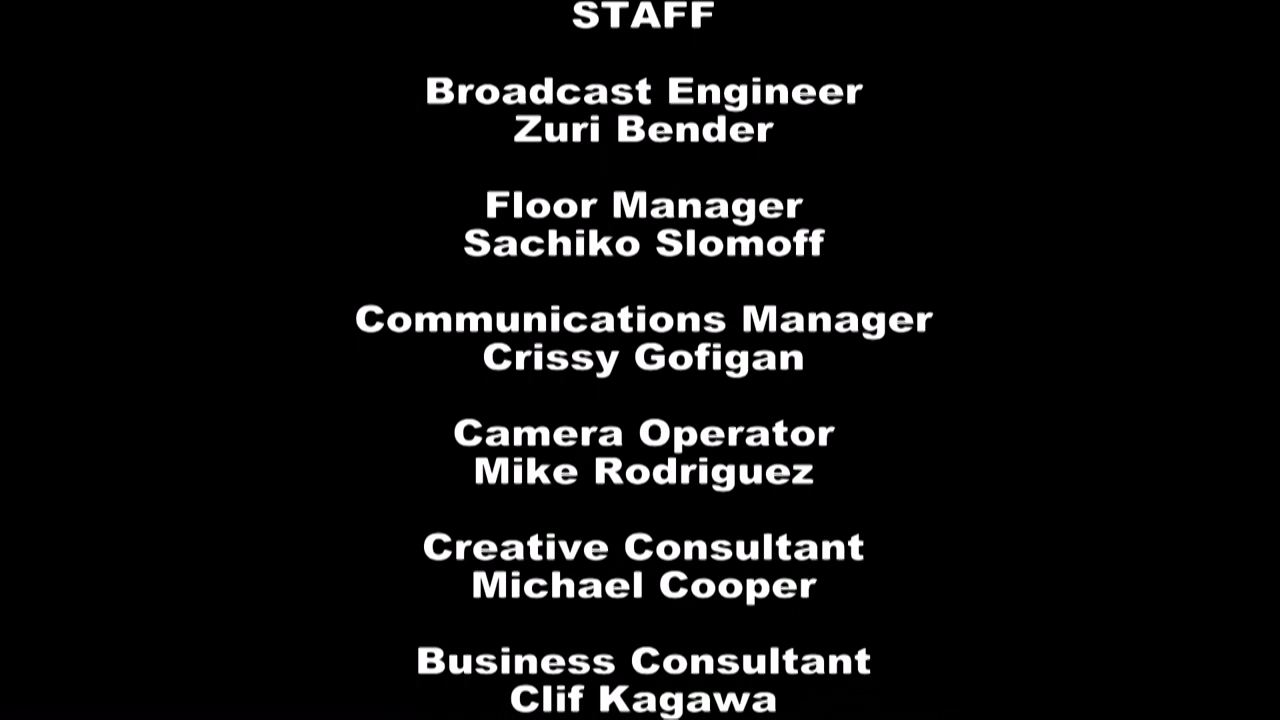 STAFF
Broadcast Engineer
Zuri Bender
Floor Manager
Sachiko Slomoff
Communications Manager
Crissy Gofigan
Camera Operator
Mike Rodriguez
Creative Consultant
Michael Cooper
Business Consultant
Clif Kagawa